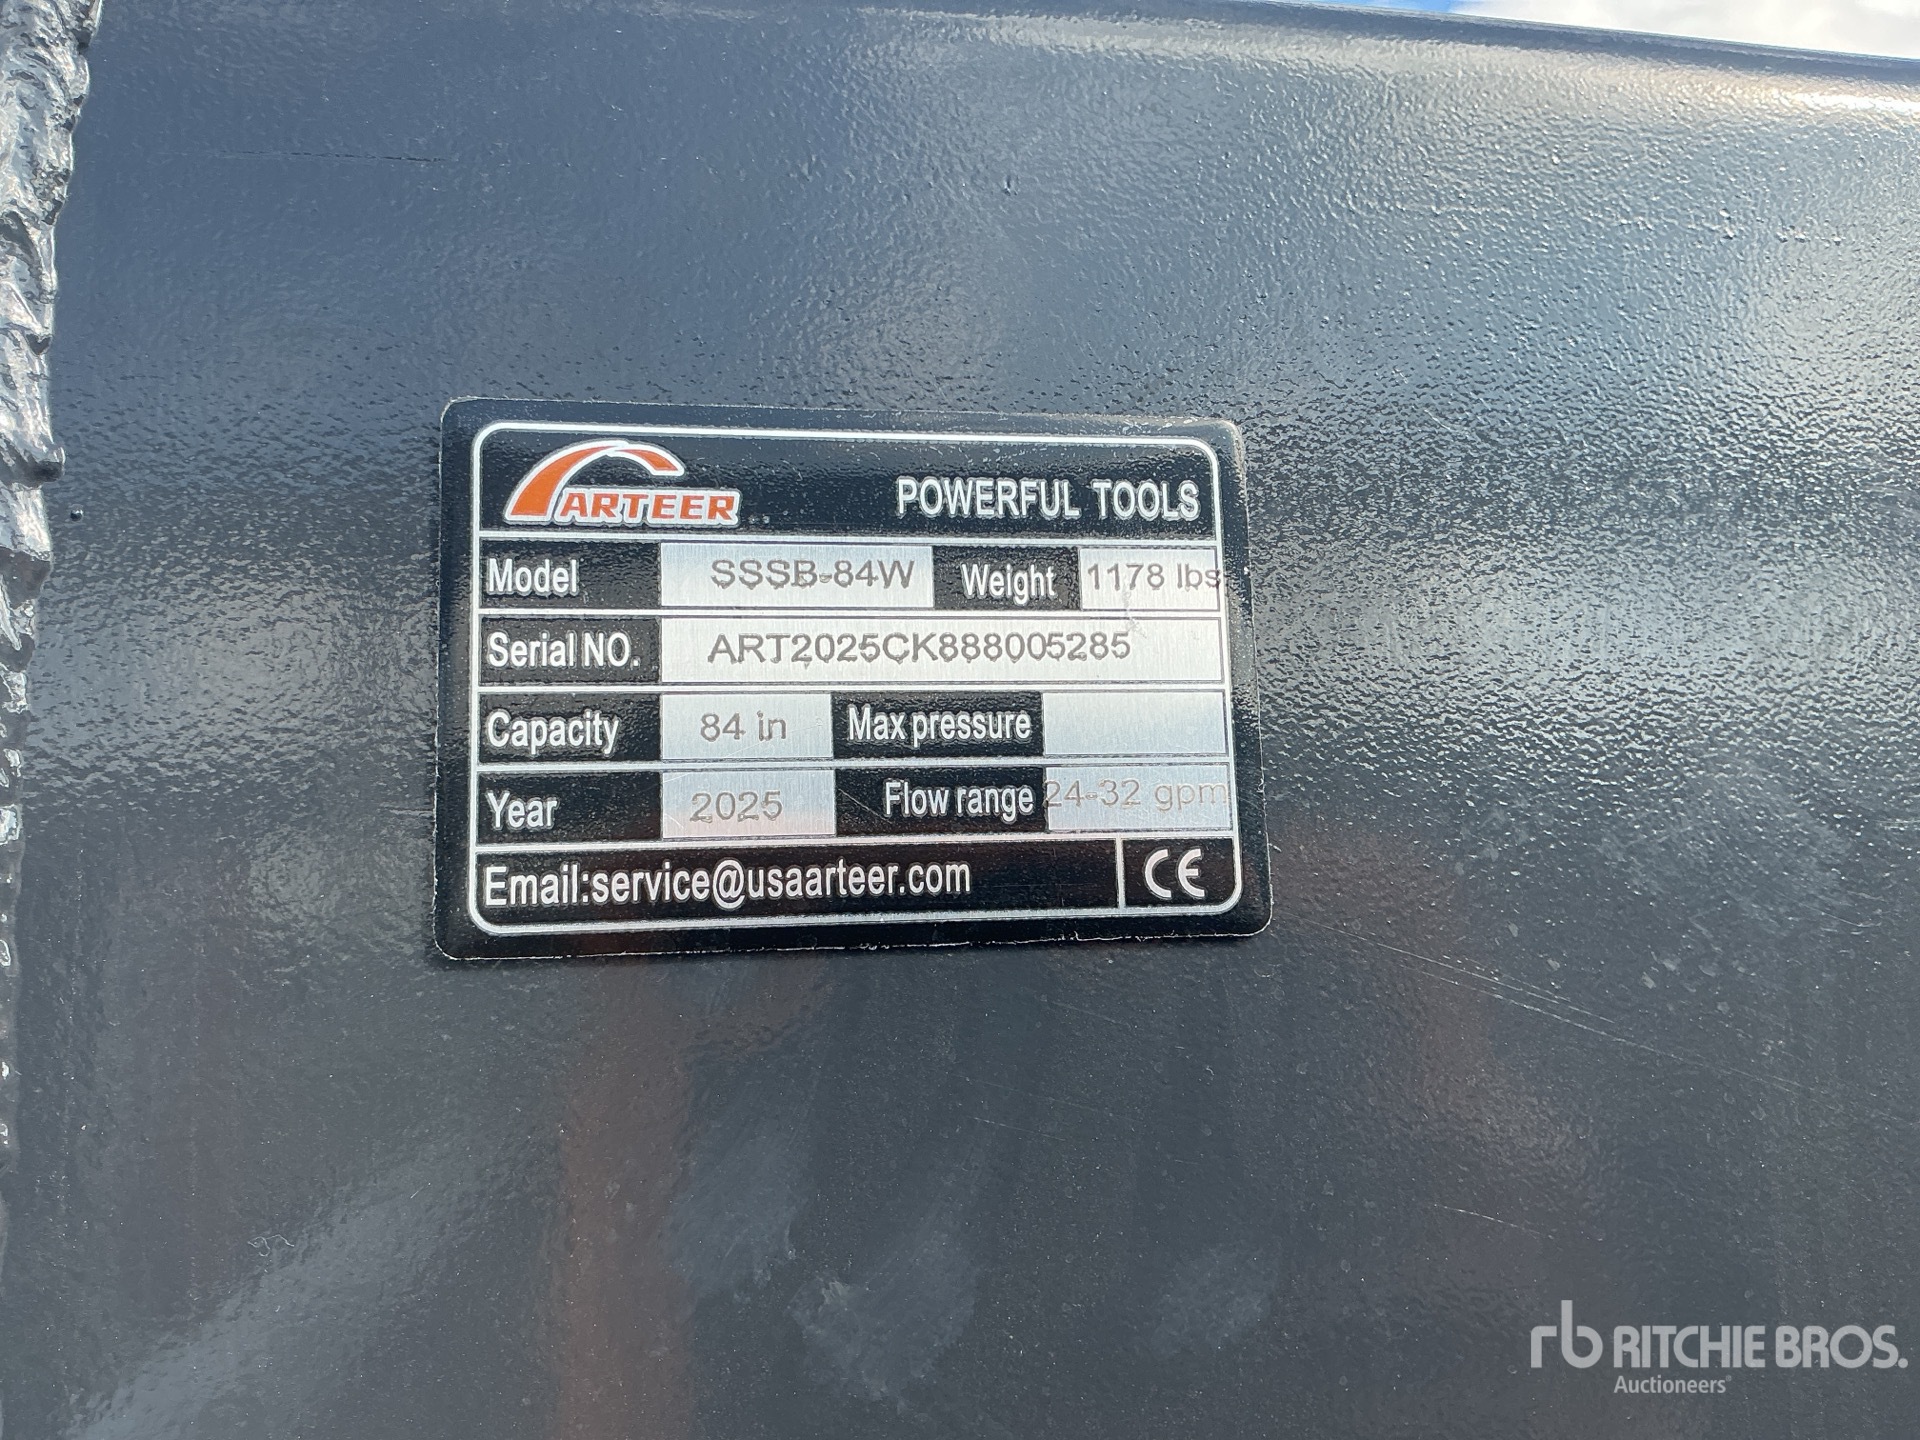 ARTEER POWERFUL TOOLS
Model SSSB-84W Weight 1178 lbs
Serial NO. ART2025CK888005285
Capacity 84 in Max pressure
Year 2025 Flow range 24-32 gpm
Email:service@usaarteer.com CE
rb RITCHIE BROS.
Auctioneers